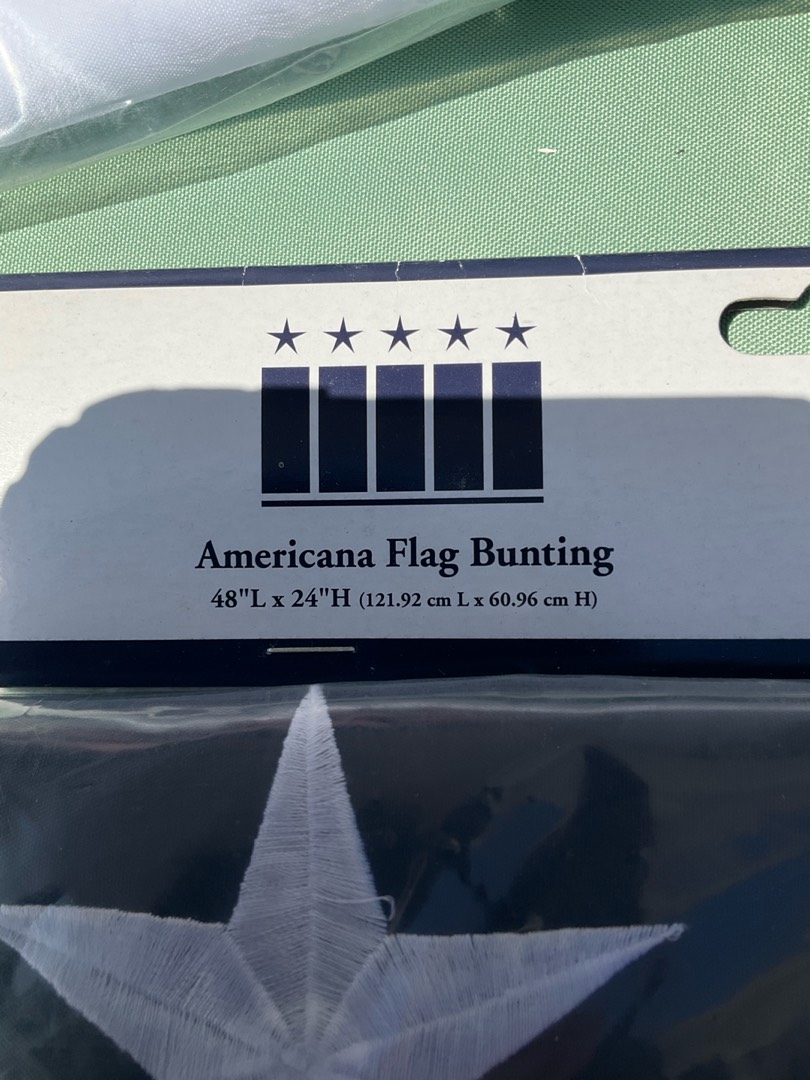 Americana Flag Bunting
48"L x 24"H (121.92 cm L x 60.96 cm H)